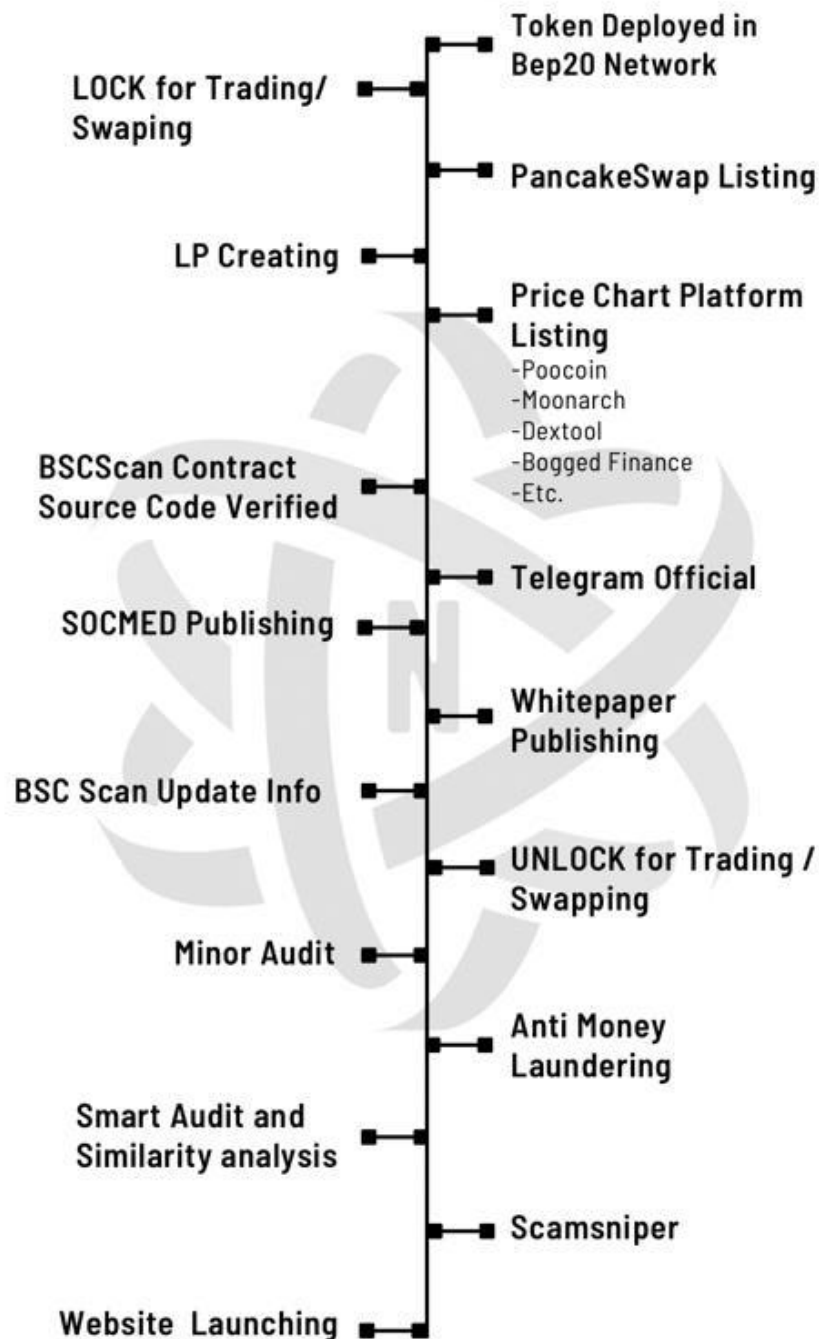 Token Deployed in
Bep20 Network
LOCK for Trading/
Swaping
PancakeSwap Listing
LP Creating
Price Chart Platform
Listing
-Poocoin
-Moonarch
-Dextool
-Bogged Finance
-Etc.
BSCScan Contract
Source Code Verified
Telegram Official
SOCMED Publishing
N
Whitepaper
Publishing
BSC Scan Update Info
UNLOCK for Trading /
Swapping
Minor Audit
Anti Money
Laundering
Smart Audit and
Similarity analysis
Scamsniper
Website Launching